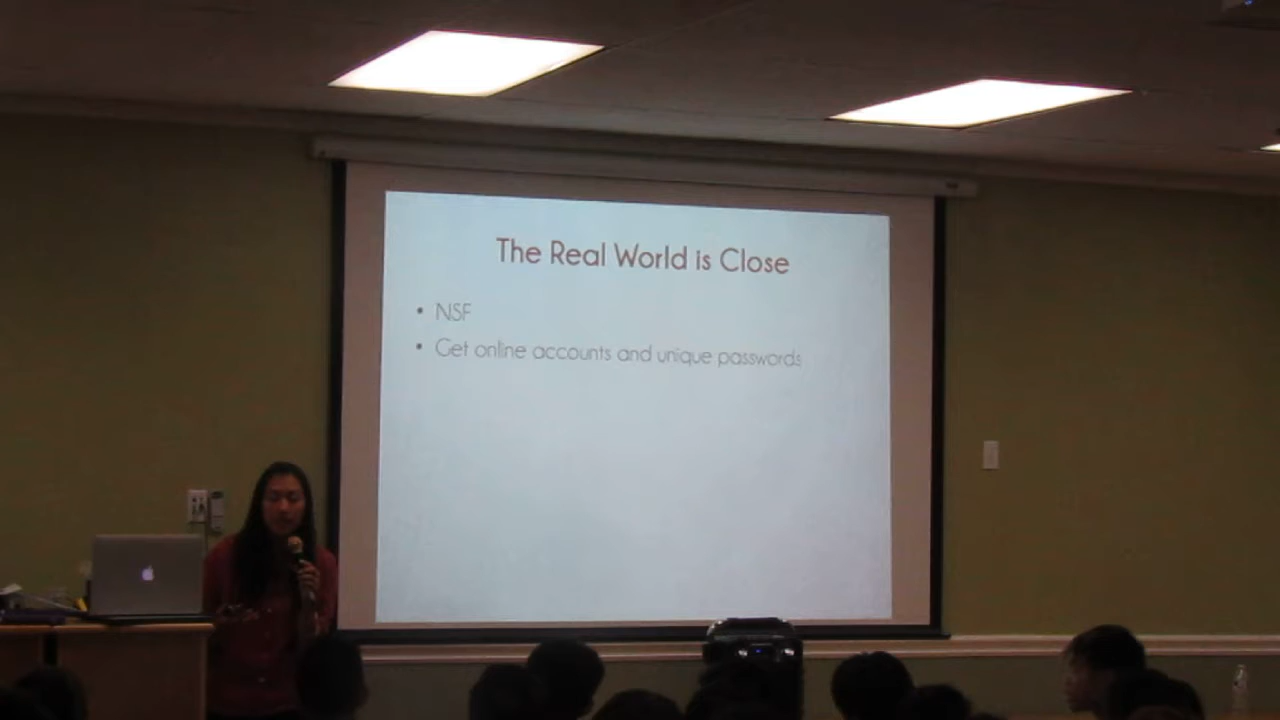 The Real World is Close
• NSF
• Get online accounts and unique passwords